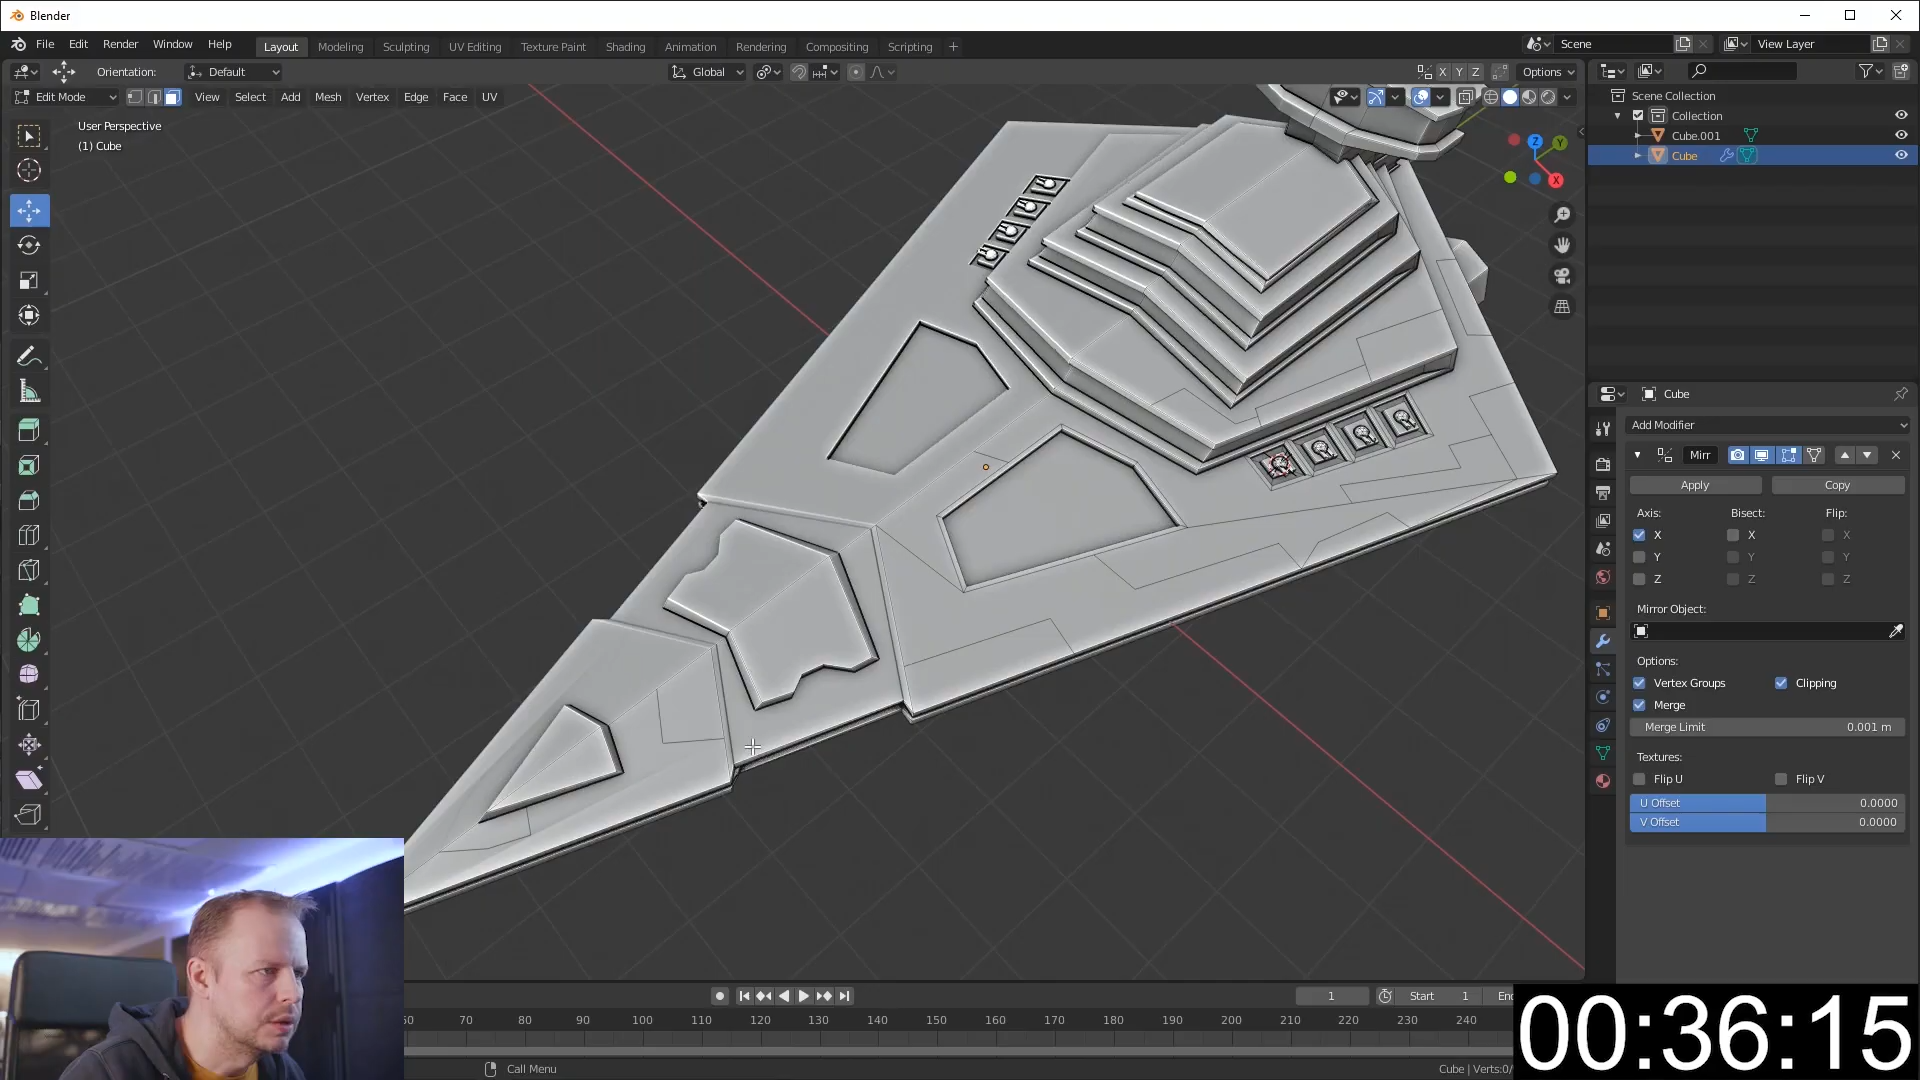 Blender
File Edit Render Window Help
Layout Modeling Sculpting UV Editing Texture Paint Shading Animation Rendering Compositing Scripting +
Scene
View Layer
Orientation: Default
Global
X Y Z
Options
Edit Mode
View Select Add Mesh Vertex Edge Face UV
User Perspective
(1) Cube
Z
Y
X
Scene Collection
Collection
Cube.001
Cube
Cube
Add Modifier
Mirr
Apply
Copy
Axis: Bisect: Flip:
X X X
Y Y Y
Z Z Z
Mirror Object:
Options:
Vertex Groups Clipping
Merge
Merge Limit 0.001 m
Textures:
Flip U Flip V
U Offset 0.0000
V Offset 0.0000
1
Start 1
70 80 90 100 110 120 130 140 150 160 170 180 190 200 210 220 230 240
Call Menu
Cube | Verts:0/
00:36:15